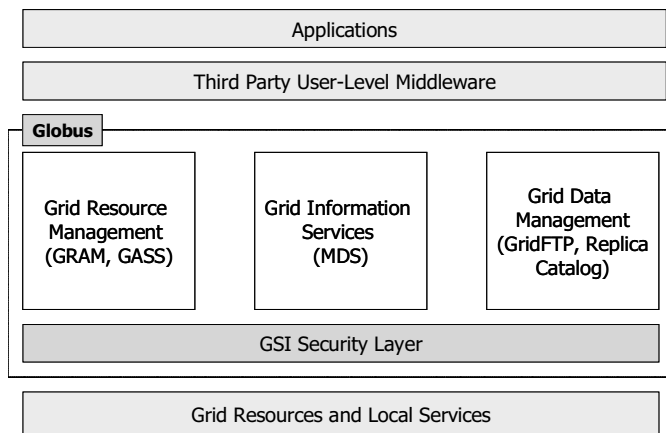 Applications
Third Party User-Level Middleware
Globus
Grid Resource
Management
(GRAM, GASS)
Grid Information
Services
(MDS)
Grid Data
Management
(GridFTP, Replica
Catalog)
GSI Security Layer
Grid Resources and Local Services